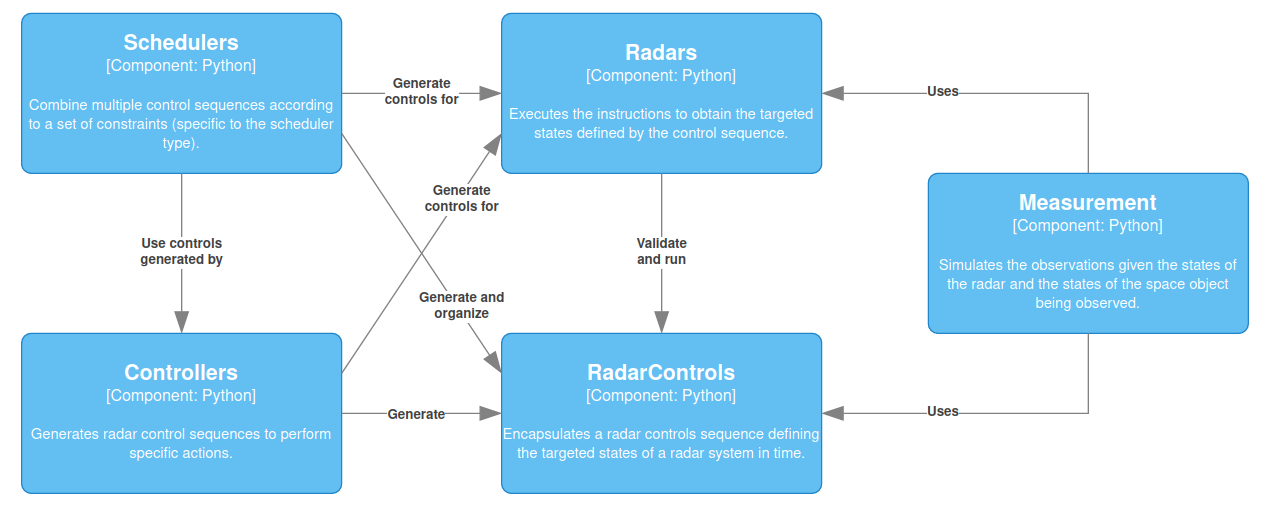 Schedulers
[Component: Python]
Combine multiple control sequences according
to a set of constraints (specific to the scheduler
type).
Generate
controls for
Radars
[Component: Python]
Executes the instructions to obtain the targeted
states defined by the control sequence.
Uses
Generate
controls for
Use controls
generated by
Validate
and run
Measurement
[Component: Python]
Simulates the observations given the states of
the radar and the states of the space object
being observed.
Generate and
organize
Controllers
[Component: Python]
Generates radar control sequences to perform
specific actions.
Generate
RadarControls
[Component: Python]
Encapsulates a radar controls sequence defining
the targeted states of a radar system in time.
Uses